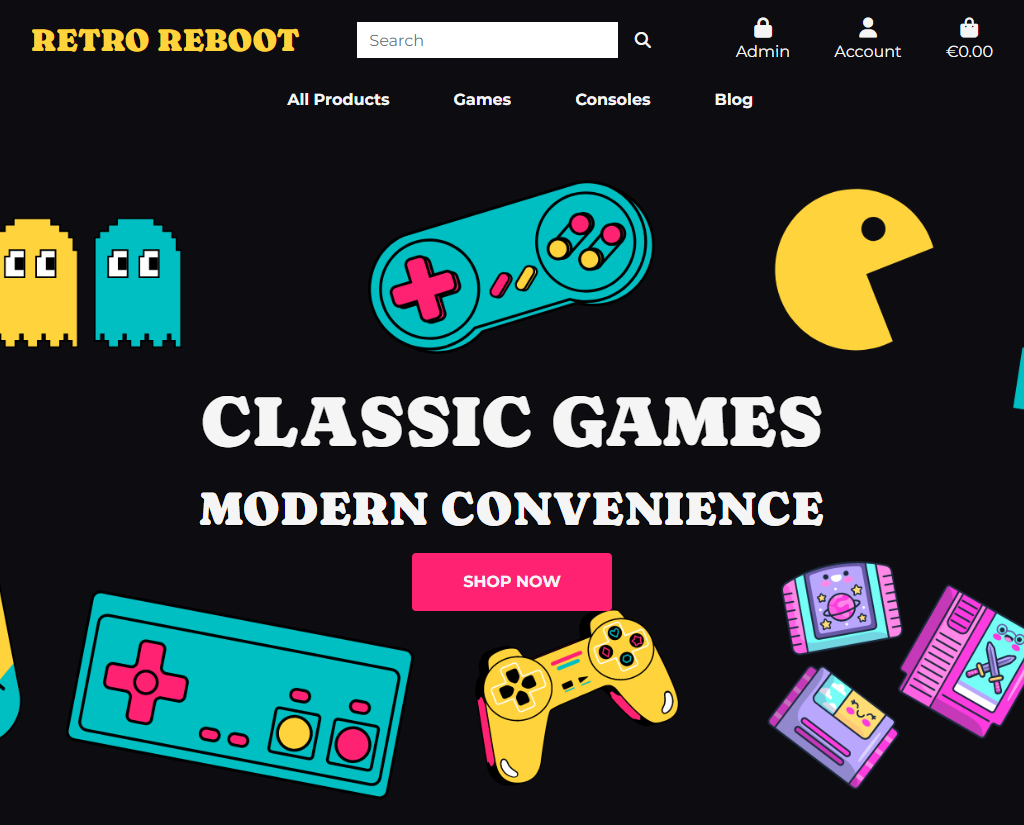 RETRO REBOOT
Search
Admin
Account
€0.00
All Products
Games
Consoles
Blog
CLASSIC GAMES
MODERN CONVENIENCE
SHOP NOW